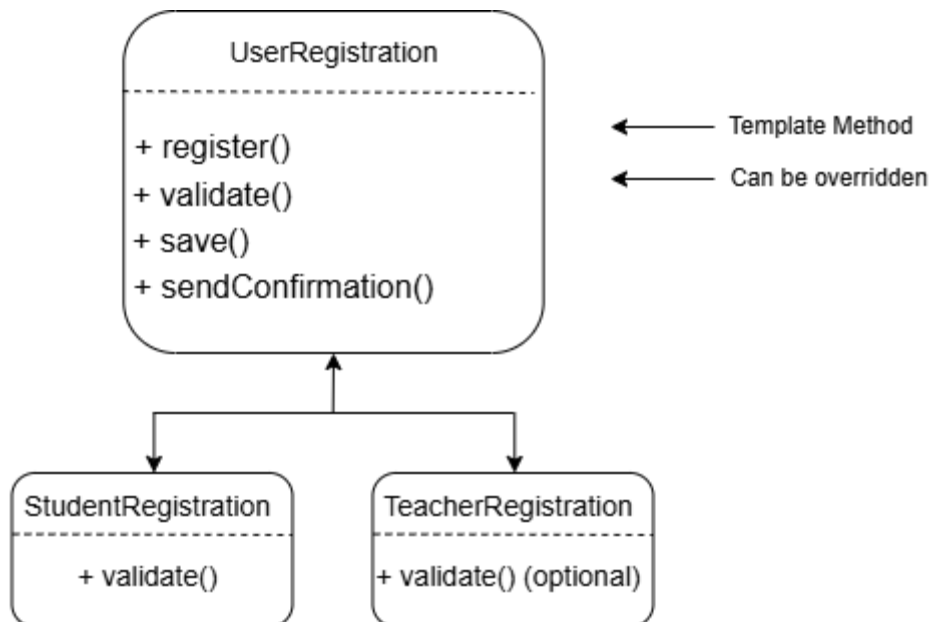 UserRegistration
+ register()
+ validate()
+ save()
+ sendConfirmation()
Template Method
Can be overridden
StudentRegistration
+ validate()
TeacherRegistration
+ validate() (optional)